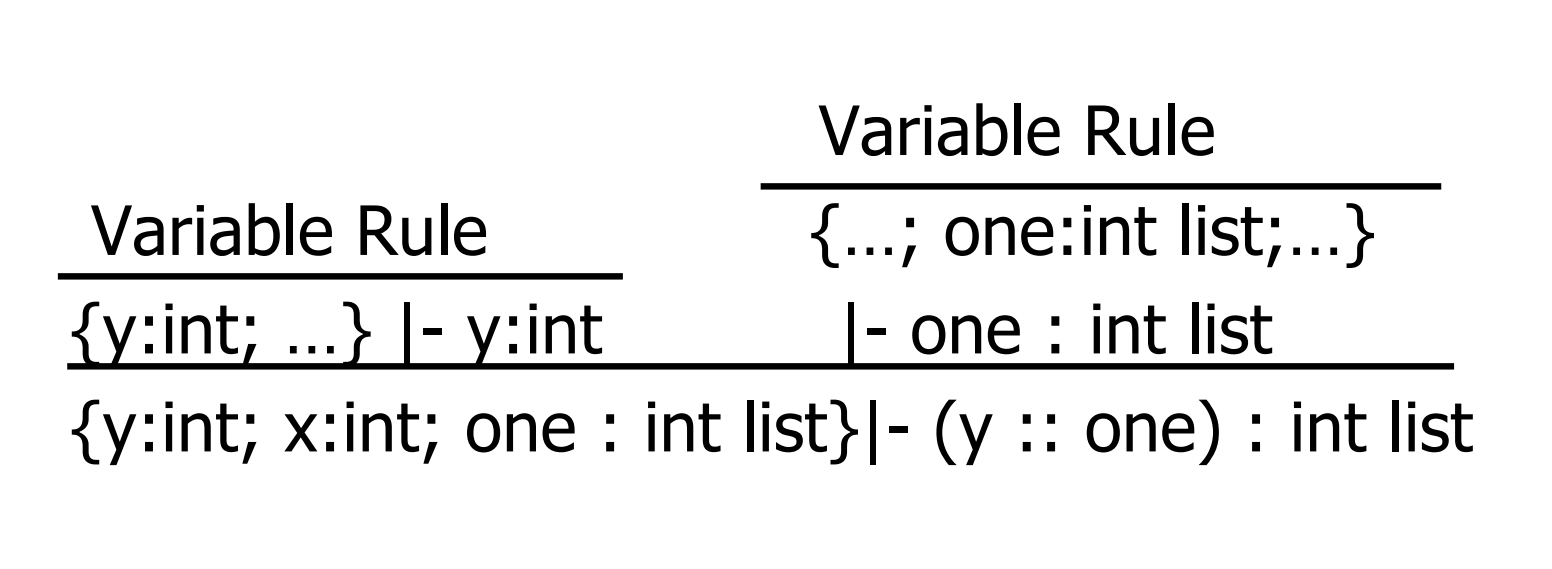 Variable Rule
Variable Rule
{...; one:int list;...}
{y:int; ...} |- y:int
|- one : int list
{y:int; x:int; one : int list}|- (y :: one) : int list